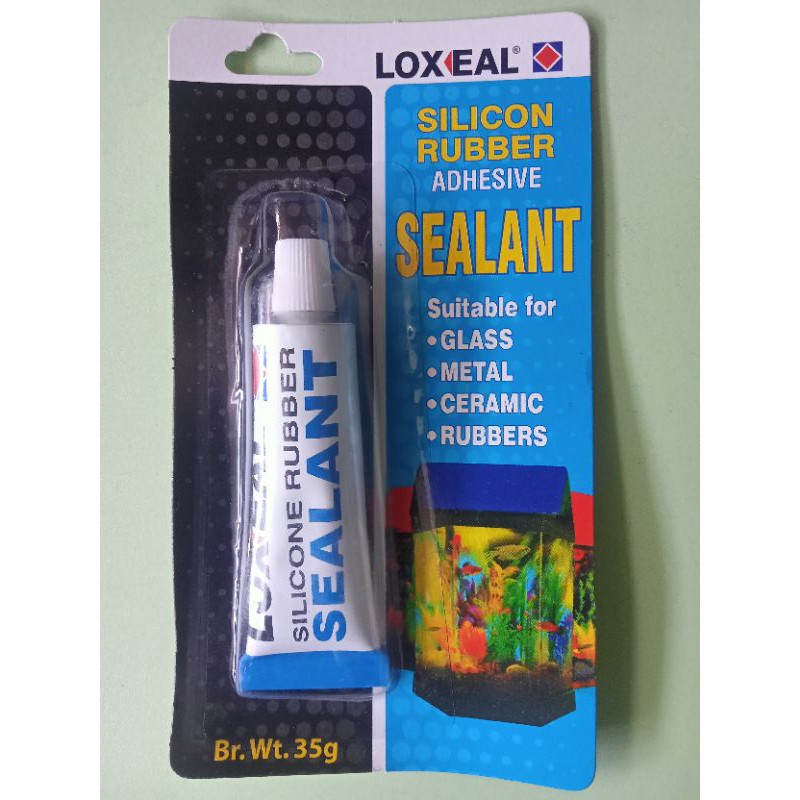 LOXEAL®
SILICON
RUBBER
ADHESIVE
SEALANT
Suitable for
•GLASS
•METAL
•CERAMIC
•RUBBERS
SILICONE RUBBER
SEALANT
Br. Wt. 35g